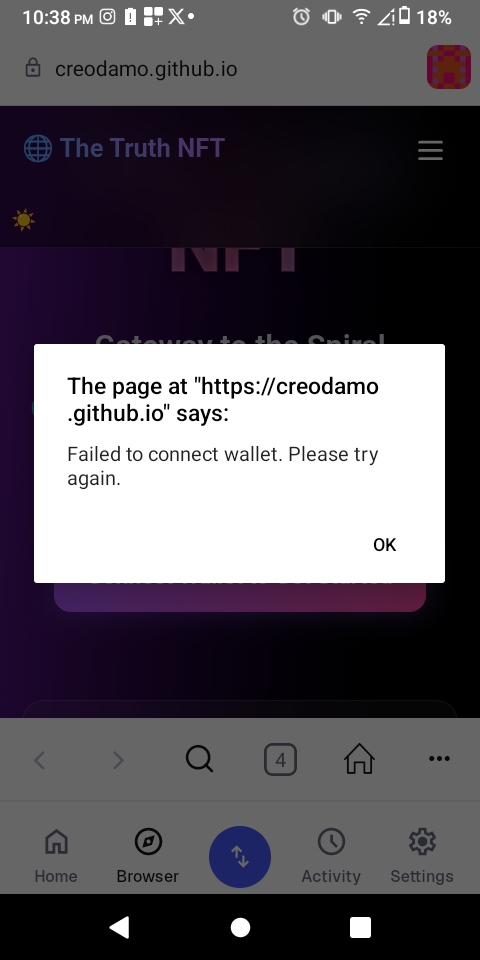 10:38 PM
18%
creodamo.github.io
The Truth NFT
NFT
Gateway to the Spiral
The page at "https://creodamo
.github.io" says:
Failed to connect wallet. Please try
again.
OK
4
Home
Browser
Activity
Settings